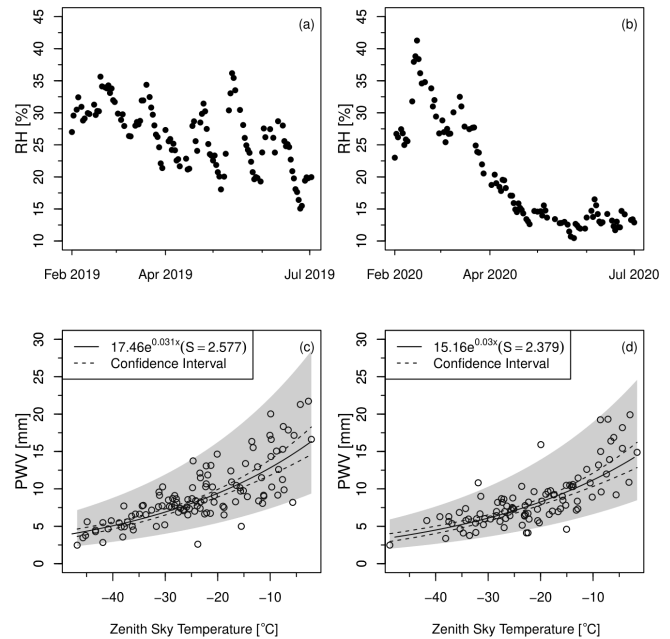 (a)
RH [%]
45
40
35
30
25
20
15
10
Feb 2019
Apr 2019
Jul 2019
(b)
RH [%]
45
40
35
30
25
20
15
10
Feb 2020
Apr 2020
Jul 2020
17.46e^0.031x (S = 2.577)
Confidence Interval
(c)
PWV [mm]
30
25
20
15
10
5
0
−40 −30 −20 −10
Zenith Sky Temperature [°C]
15.16e^0.03x (S = 2.379)
Confidence Interval
(d)
PWV [mm]
30
25
20
15
10
5
0
−40 −30 −20 −10
Zenith Sky Temperature [°C]